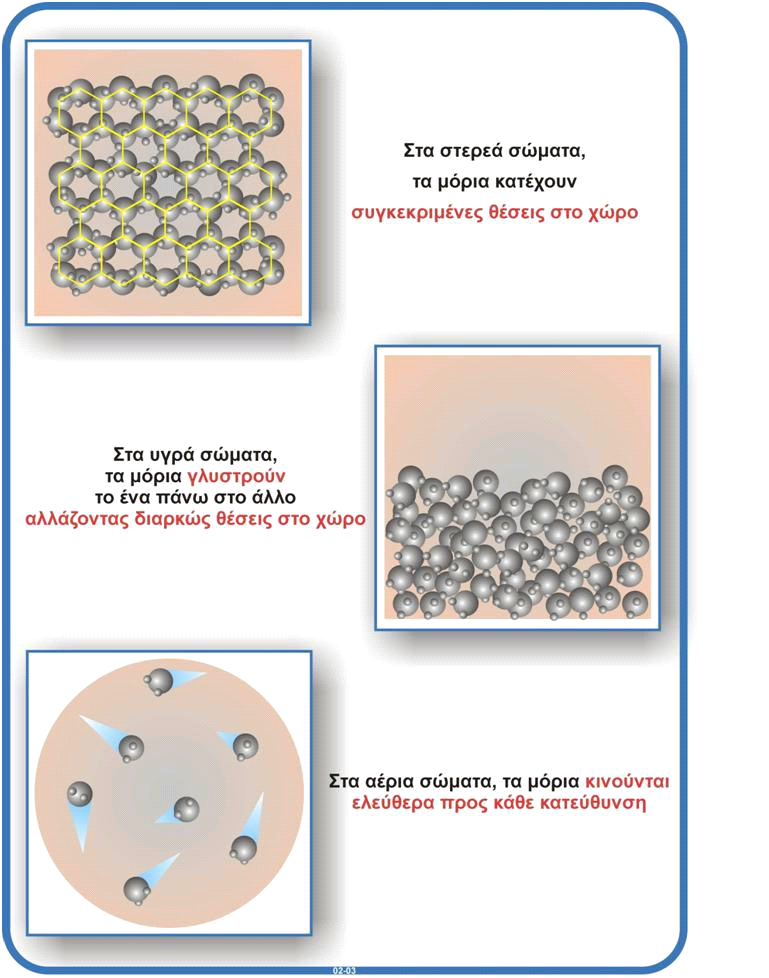 Στα στερεά σώματα,
τα μόρια κατέχουν
συγκεκριμένες θέσεις στο χώρο
Στα υγρά σώματα,
τα μόρια γλυστρούν
το ένα πάνω στο άλλο
αλλάζοντας διαρκώς θέσεις στο χώρο
Στα αέρια σώματα, τα μόρια κινούνται
ελεύθερα προς κάθε κατεύθυνση
02-03